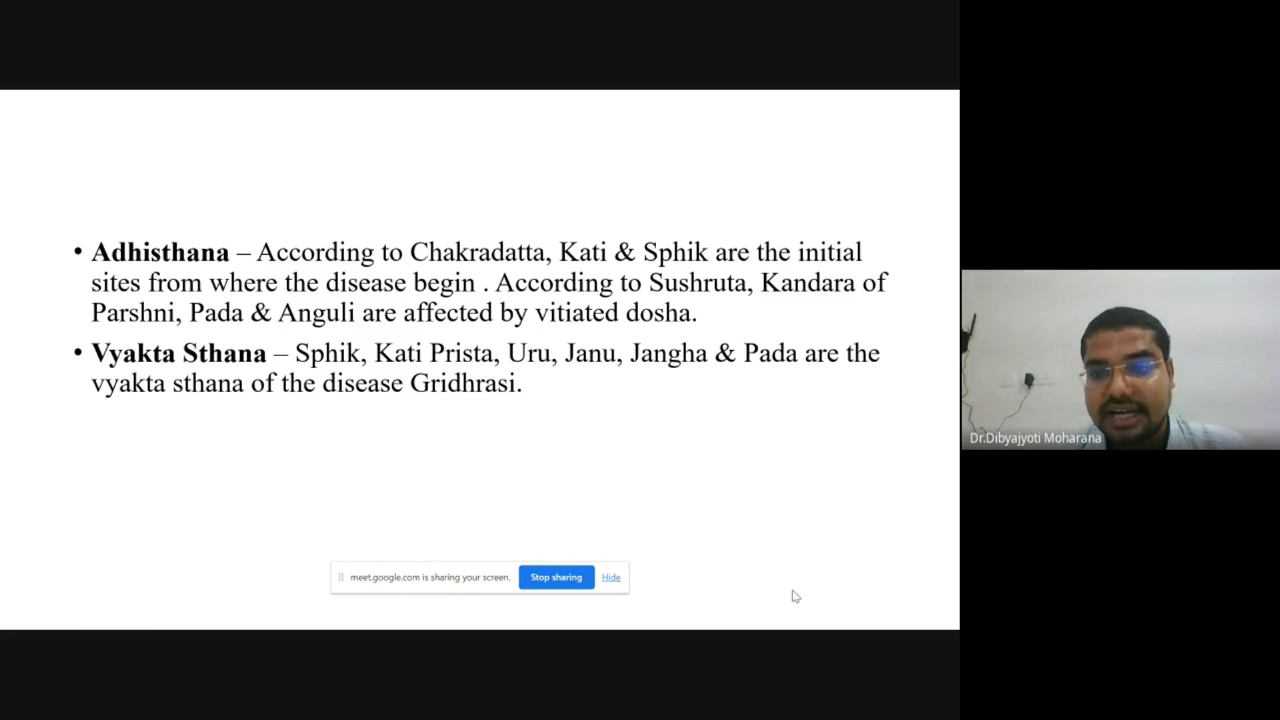 • Adhisthana – According to Chakradatta, Kati & Sphik are the initial
sites from where the disease begin . According to Sushruta, Kandara of
Parshni, Pada & Anguli are affected by vitiated dosha.
• Vyakta Sthana – Sphik, Kati Prista, Uru, Janu, Jangha & Pada are the
vyakta sthana of the disease Gridhrasi.
meet.google.com is sharing your screen. Stop sharing Hide
Dr.Dibyajyoti Moharana